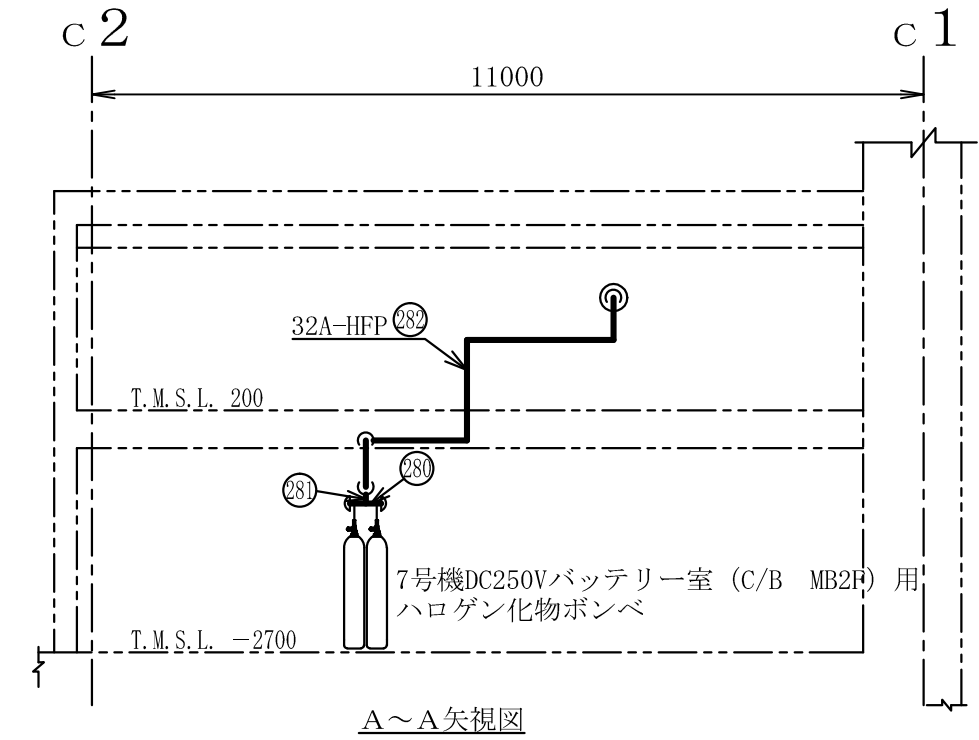 C2
C1
11000
32A-HFP 282
T.M.S.L. 200
280
281
7号機DC250Vバッテリー室（C/B　MB2F）用
ハロゲン化物ボンベ
T.M.S.L. －2700
A～A矢視図